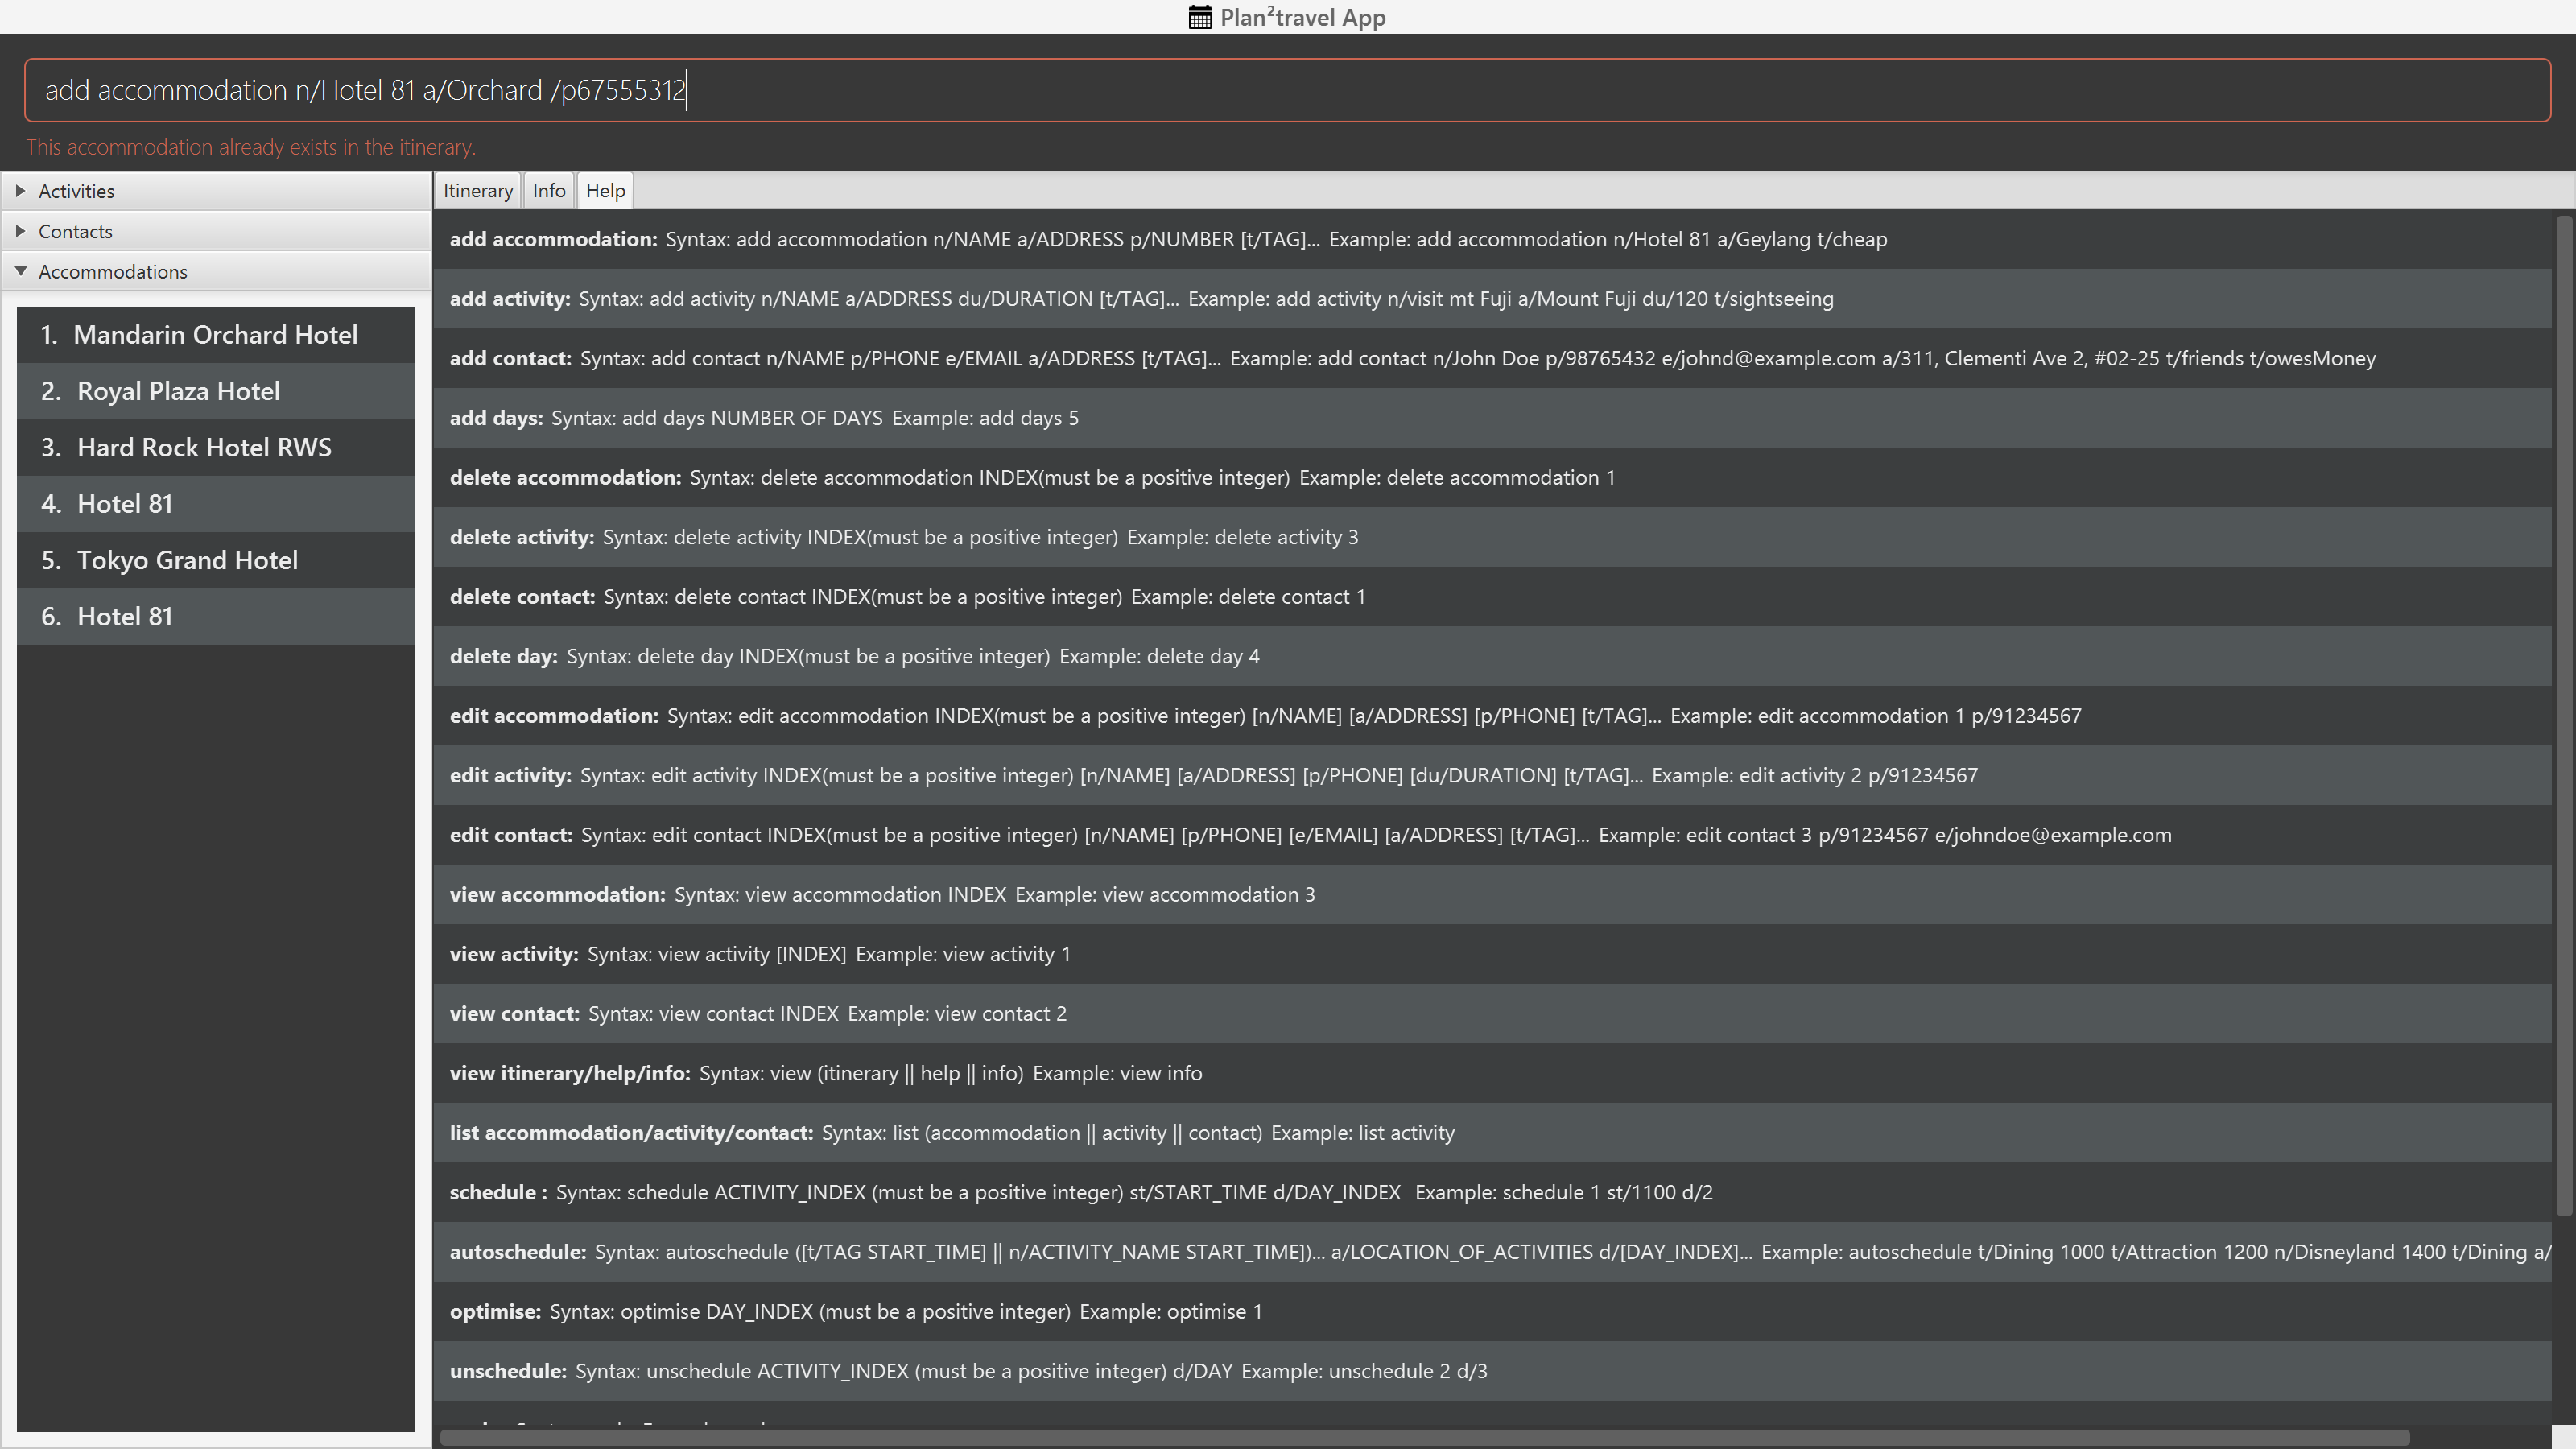 Plan²travel App
add accommodation n/Hotel 81 a/Orchard /p67555312
This accommodation already exists in the itinerary.
Activities
Contacts
Accommodations
1. Mandarin Orchard Hotel
2. Royal Plaza Hotel
3. Hard Rock Hotel RWS
4. Hotel 81
5. Tokyo Grand Hotel
6. Hotel 81
Itinerary Info Help
add accommodation: Syntax: add accommodation n/NAME a/ADDRESS p/NUMBER [t/TAG]... Example: add accommodation n/Hotel 81 a/Geylang t/cheap
add activity: Syntax: add activity n/NAME a/ADDRESS du/DURATION [t/TAG]... Example: add activity n/visit mt Fuji a/Mount Fuji du/120 t/sightseeing
add contact: Syntax: add contact n/NAME p/PHONE e/EMAIL a/ADDRESS [t/TAG]... Example: add contact n/John Doe p/98765432 e/johnd@example.com a/311, Clementi Ave 2, #02-25 t/friends t/owesMoney
add days: Syntax: add days NUMBER OF DAYS Example: add days 5
delete accommodation: Syntax: delete accommodation INDEX(must be a positive integer) Example: delete accommodation 1
delete activity: Syntax: delete activity INDEX(must be a positive integer) Example: delete activity 3
delete contact: Syntax: delete contact INDEX(must be a positive integer) Example: delete contact 1
delete day: Syntax: delete day INDEX(must be a positive integer) Example: delete day 4
edit accommodation: Syntax: edit accommodation INDEX(must be a positive integer) [n/NAME] [a/ADDRESS] [p/PHONE] [t/TAG]... Example: edit accommodation 1 p/91234567
edit activity: Syntax: edit activity INDEX(must be a positive integer) [n/NAME] [a/ADDRESS] [p/PHONE] [du/DURATION] [t/TAG]... Example: edit activity 2 p/91234567
edit contact: Syntax: edit contact INDEX(must be a positive integer) [n/NAME] [p/PHONE] [e/EMAIL] [a/ADDRESS] [t/TAG]... Example: edit contact 3 p/91234567 e/johndoe@example.com
view accommodation: Syntax: view accommodation INDEX Example: view accommodation 3
view activity: Syntax: view activity [INDEX] Example: view activity 1
view contact: Syntax: view contact INDEX Example: view contact 2
view itinerary/help/info: Syntax: view (itinerary || help || info) Example: view info
list accommodation/activity/contact: Syntax: list (accommodation || activity || contact) Example: list activity
schedule : Syntax: schedule ACTIVITY_INDEX (must be a positive integer) st/START_TIME d/DAY_INDEX Example: schedule 1 st/1100 d/2
autoschedule: Syntax: autoschedule ([t/TAG START_TIME] || n/ACTIVITY_NAME START_TIME])... a/LOCATION_OF_ACTIVITIES d/[DAY_INDEX]... Example: autoschedule t/Dining 1000 t/Attraction 1200 n/Disneyland 1400 t/Dining a/
optimise: Syntax: optimise DAY_INDEX (must be a positive integer) Example: optimise 1
unschedule: Syntax: unschedule ACTIVITY_INDEX (must be a positive integer) d/DAY Example: unschedule 2 d/3